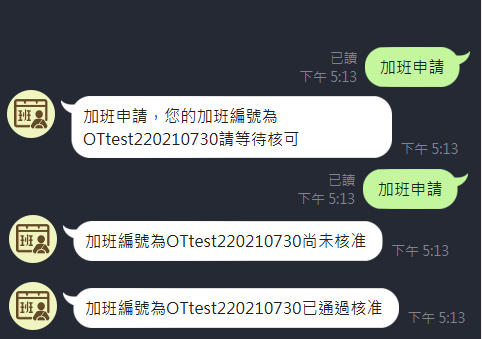 已讀
下午 5:13
加班申請
班
加班申請，您的加班編號為
OTtest220210730請等待核可
下午 5:13
已讀
下午 5:13
加班申請
班
加班編號為OTtest220210730尚未核准
下午 5:13
班
加班編號為OTtest220210730已通過核准
下午 5:13